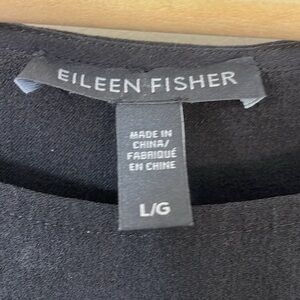 EILEEN FISHER
MADE IN
CHINA/
FABRIQUÉ
EN CHINE
L/G